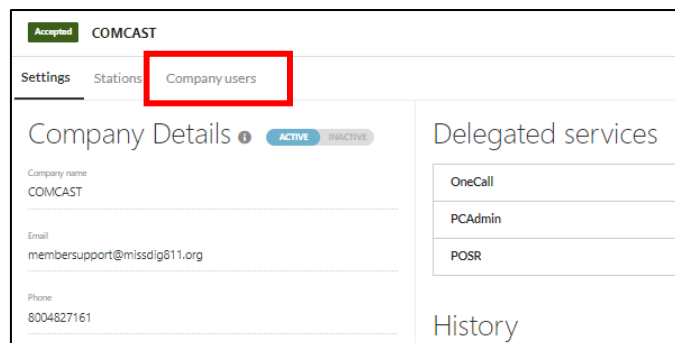 Accepted COMCAST
Settings Stations Company users
Company Details ACTIVE INACTIVE
Company name
COMCAST
Email
membersupport@missdig811.org
Phone
8004827161
Delegated services
OneCall
PCAdmin
POSR
History